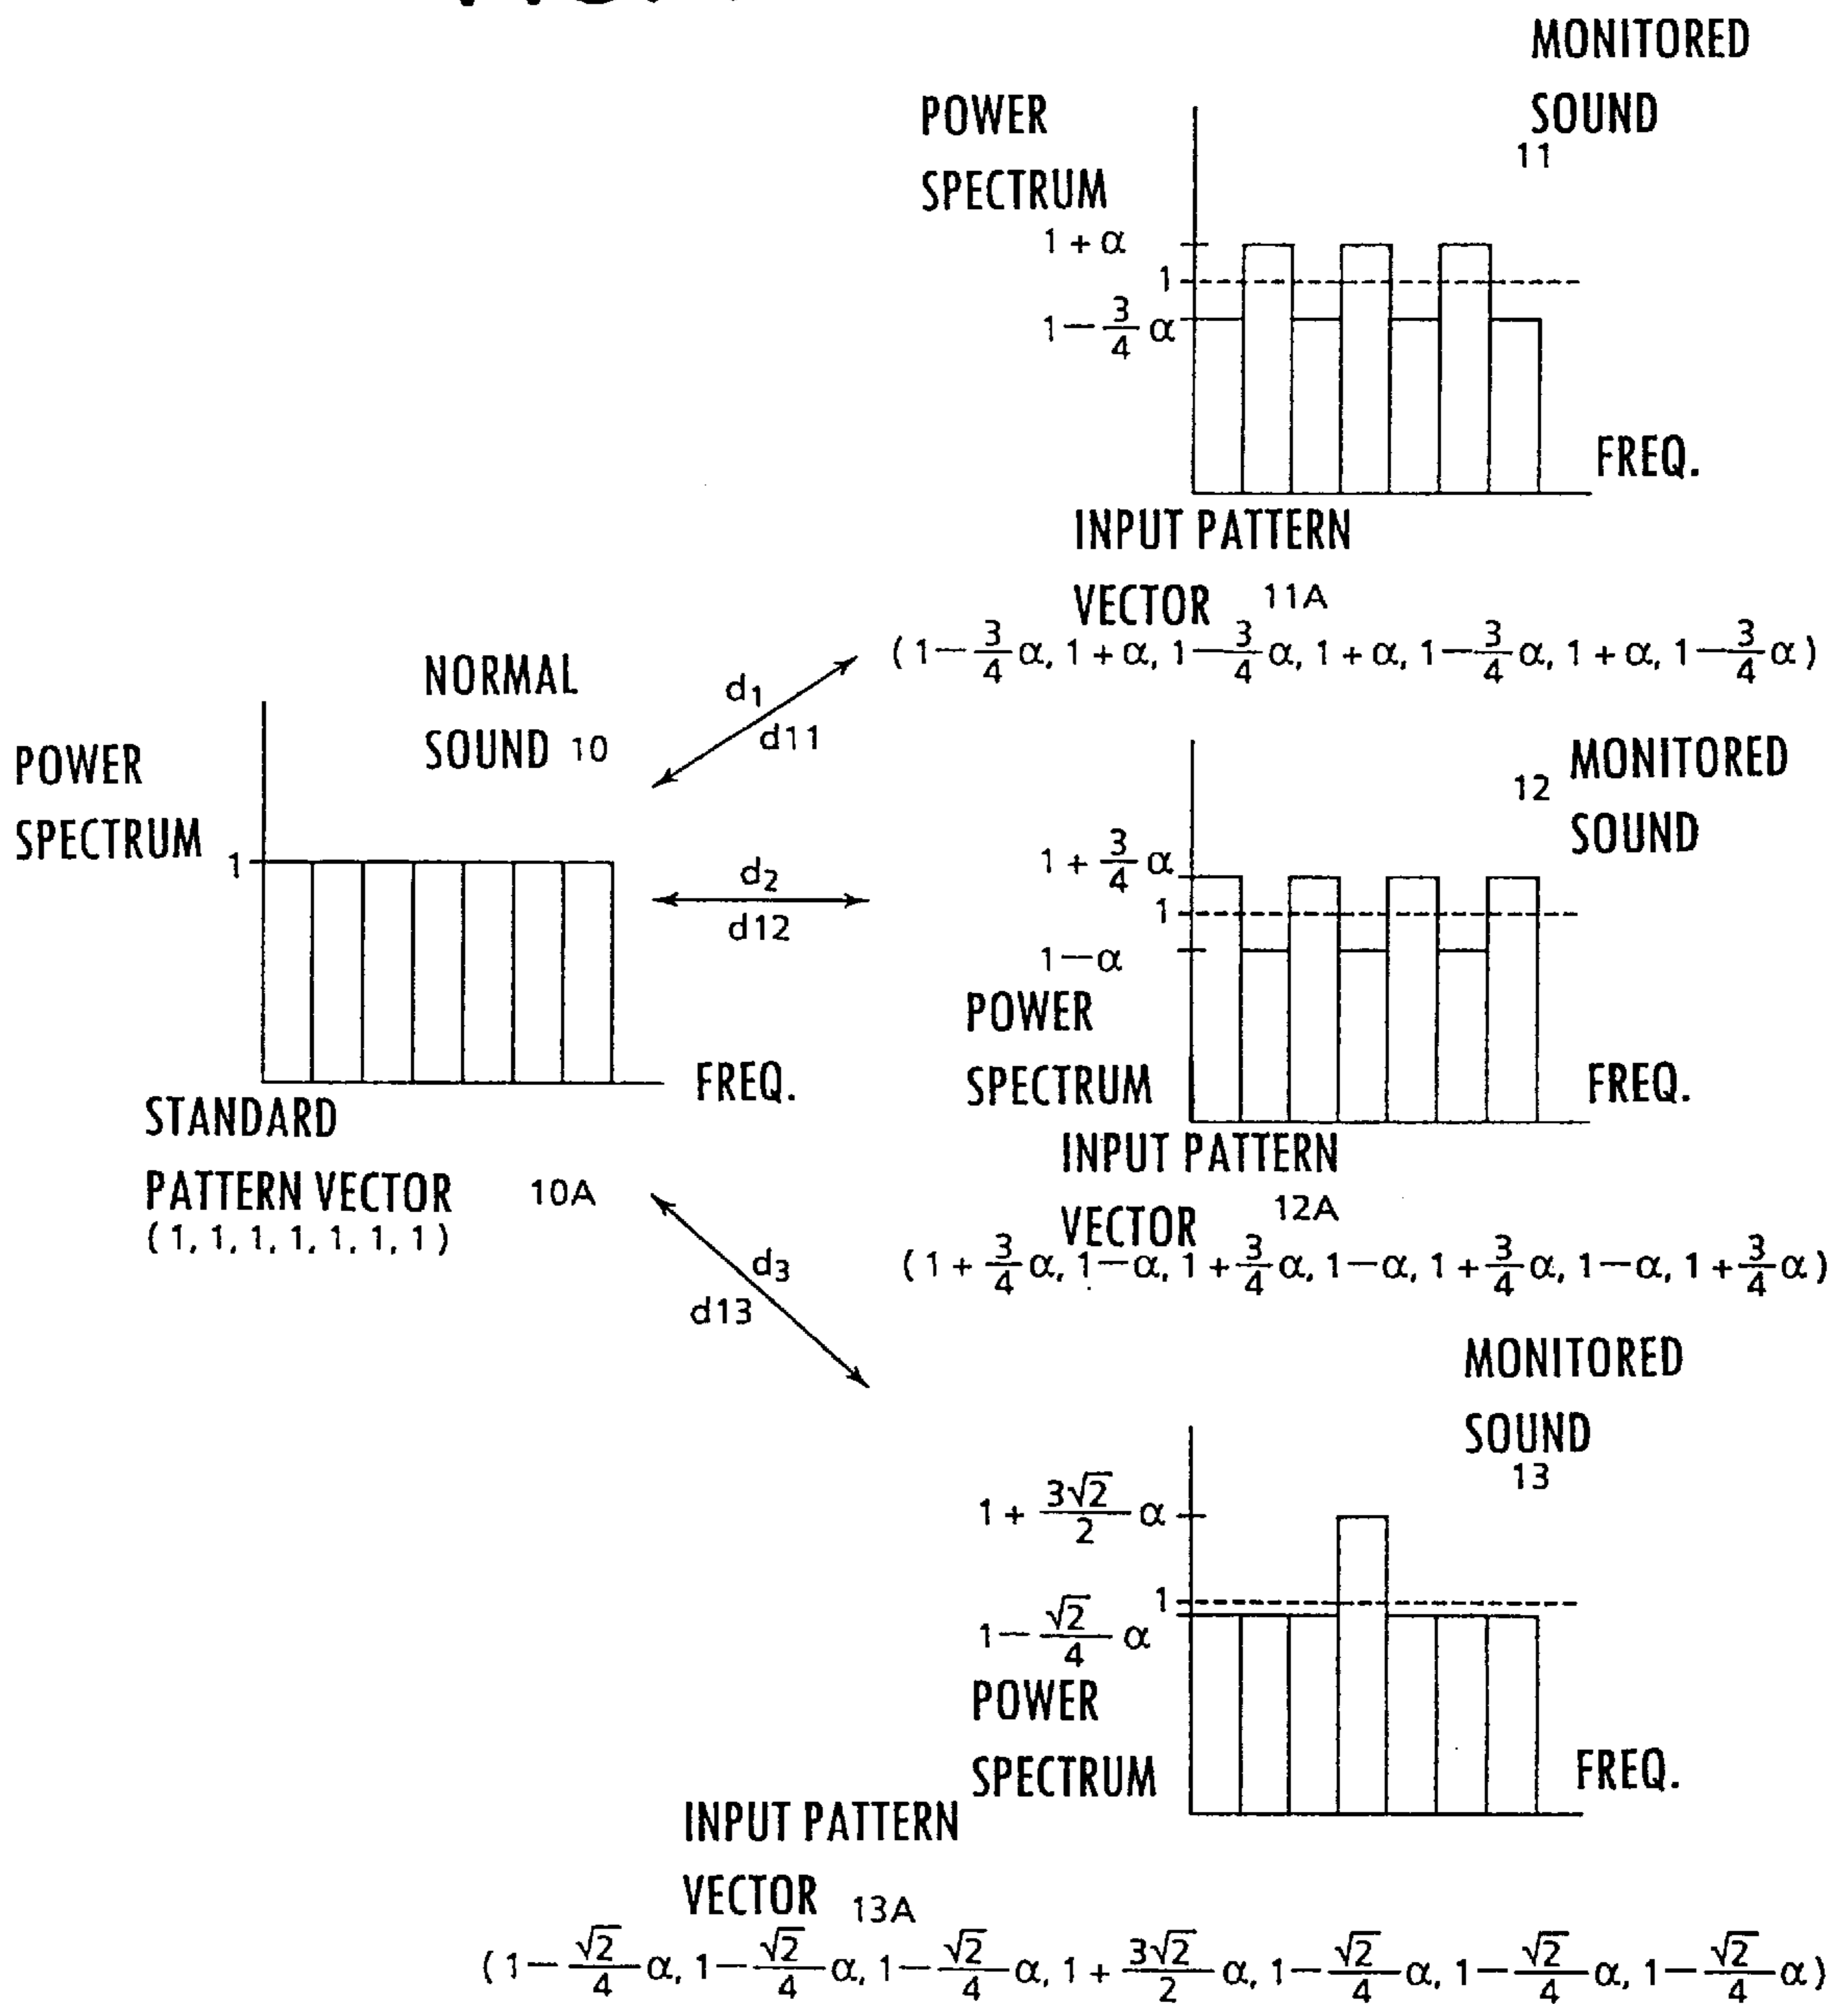 MONITORED
SOUND
11
POWER
SPECTRUM
1 + α
1
1 — 3/4 α
FREQ.
INPUT PATTERN
VECTOR 11A
( 1 — 3/4 α, 1 + α, 1 — 3/4 α, 1 + α, 1 — 3/4 α, 1 + α, 1 — 3/4 α )
NORMAL
SOUND 10
POWER
SPECTRUM
1
FREQ.
STANDARD
PATTERN VECTOR 10A
( 1, 1, 1, 1, 1, 1, 1 )
d1
d11
d2
d12
d3
d13
12 MONITORED
SOUND
1 + 3/4 α
1
1 — α
POWER
SPECTRUM
FREQ.
INPUT PATTERN
VECTOR 12A
( 1 + 3/4 α, 1 — α, 1 + 3/4 α, 1 — α, 1 + 3/4 α, 1 — α, 1 + 3/4 α )
MONITORED
SOUND
13
1 + 3√2/2 α
1
1 — √2/4 α
POWER
SPECTRUM
FREQ.
INPUT PATTERN
VECTOR 13A
( 1 — √2/4 α, 1 — √2/4 α, 1 — √2/4 α, 1 + 3√2/2 α, 1 — √2/4 α, 1 — √2/4 α, 1 — √2/4 α )